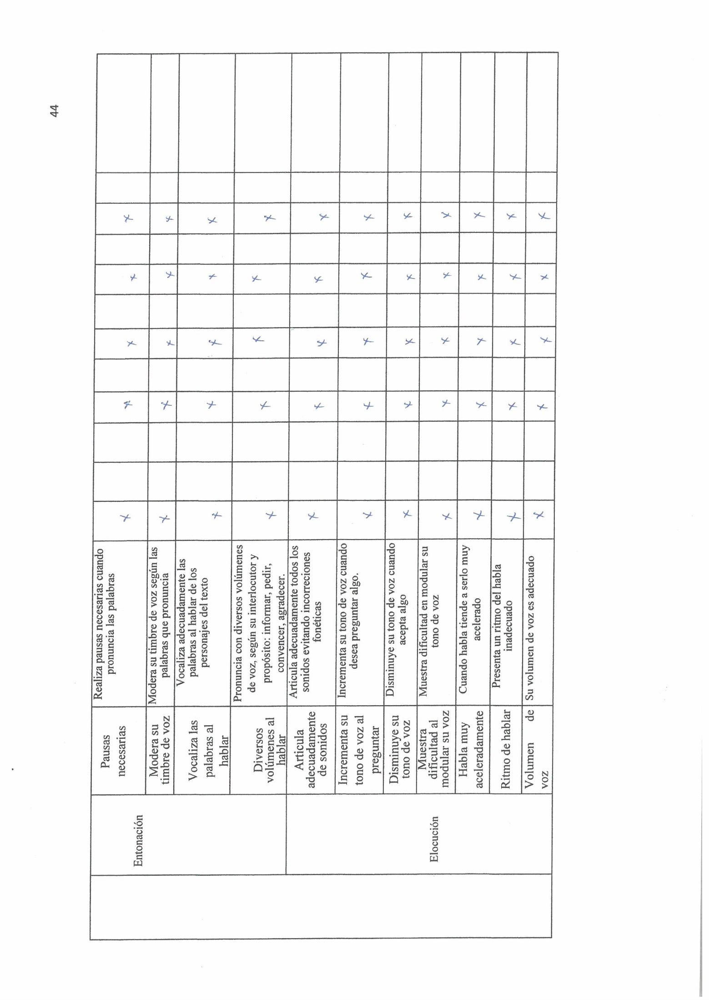 44
Entonación
Pausas
necesarias
Realiza pausas necesarias cuando
pronuncia las palabras
x x x x x
Modera su
timbre de voz
Modera su timbre de voz según las
palabras que pronuncia
x x x x x
Vocaliza las
palabras al
hablar
Vocaliza adecuadamente las
palabras al hablar de los
personajes del texto
x x x x x
Diversos
volúmenes al
hablar
Pronuncia con diversos volúmenes
de voz, según su interlocutor y
propósito: informar, pedir,
convencer, agradecer.
x x x x x
Elocución
Articula
adecuadamente
de sonidos
Articula adecuadamente todos los
sonidos evitando incorreciones
fonéticas
x x x x x
Incrementa su
tono de voz al
preguntar
Incrementa su tono de voz cuando
desea preguntar algo.
x x x x x
Disminuye su
tono de voz
Disminuye su tono de voz cuando
acepta algo
x x x x x
Muestra
dificultad al
modular su voz
Muestra dificultad en modular su
tono de voz
x x x x x
Habla muy
aceleradamente
Cuando habla tiende a serlo muy
acelerado
x x x x x
Ritmo de hablar
Presenta un ritmo del habla
inadecuado
x x x x x
Volumen de
voz
Su volumen de voz es adecuado
x x x x x